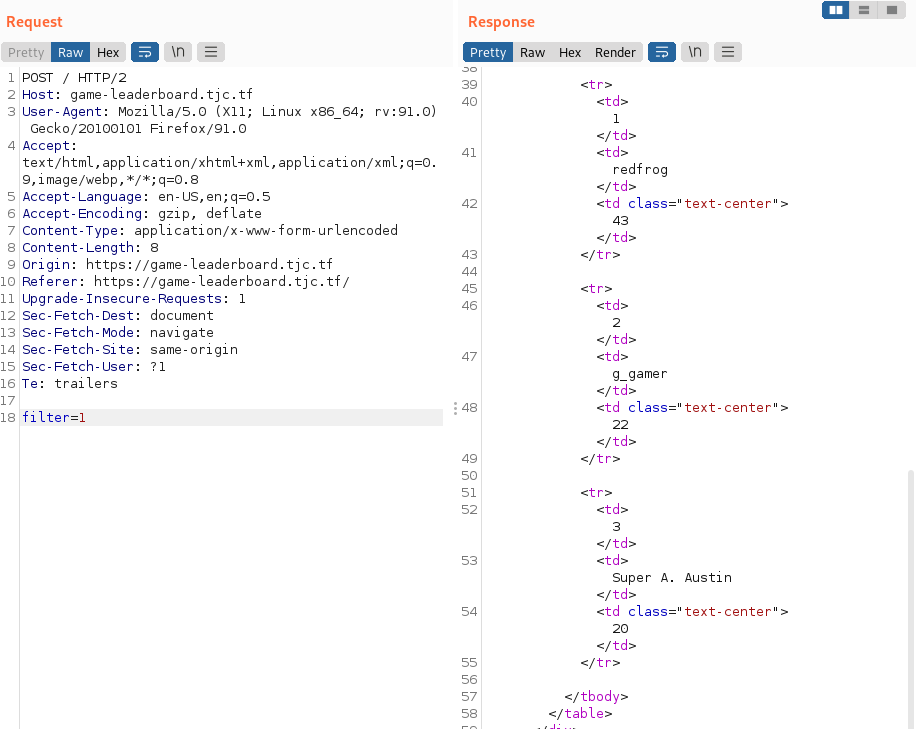 Request
Pretty Raw Hex \n
1 POST / HTTP/2
2 Host: game-leaderboard.tjc.tf
3 User-Agent: Mozilla/5.0 (X11; Linux x86_64; rv:91.0)
Gecko/20100101 Firefox/91.0
4 Accept:
text/html,application/xhtml+xml,application/xml;q=0.
9,image/webp,*/*;q=0.8
5 Accept-Language: en-US,en;q=0.5
6 Accept-Encoding: gzip, deflate
7 Content-Type: application/x-www-form-urlencoded
8 Content-Length: 8
9 Origin: https://game-leaderboard.tjc.tf
10 Referer: https://game-leaderboard.tjc.tf/
11 Upgrade-Insecure-Requests: 1
12 Sec-Fetch-Dest: document
13 Sec-Fetch-Mode: navigate
14 Sec-Fetch-Site: same-origin
15 Sec-Fetch-User: ?1
16 Te: trailers
17
18 filter=1
Response
Pretty Raw Hex Render \n
38
39 <tr>
40 <td>
1
</td>
41 <td>
redfrog
</td>
42 <td class="text-center">
43
</td>
43 </tr>
44
45 <tr>
46 <td>
2
</td>
47 <td>
g_gamer
</td>
48 <td class="text-center">
22
</td>
49 </tr>
50
51 <tr>
52 <td>
3
</td>
53 <td>
Super A. Austin
</td>
54 <td class="text-center">
20
</td>
55 </tr>
56
57 </tbody>
58 </table>
59 </div>